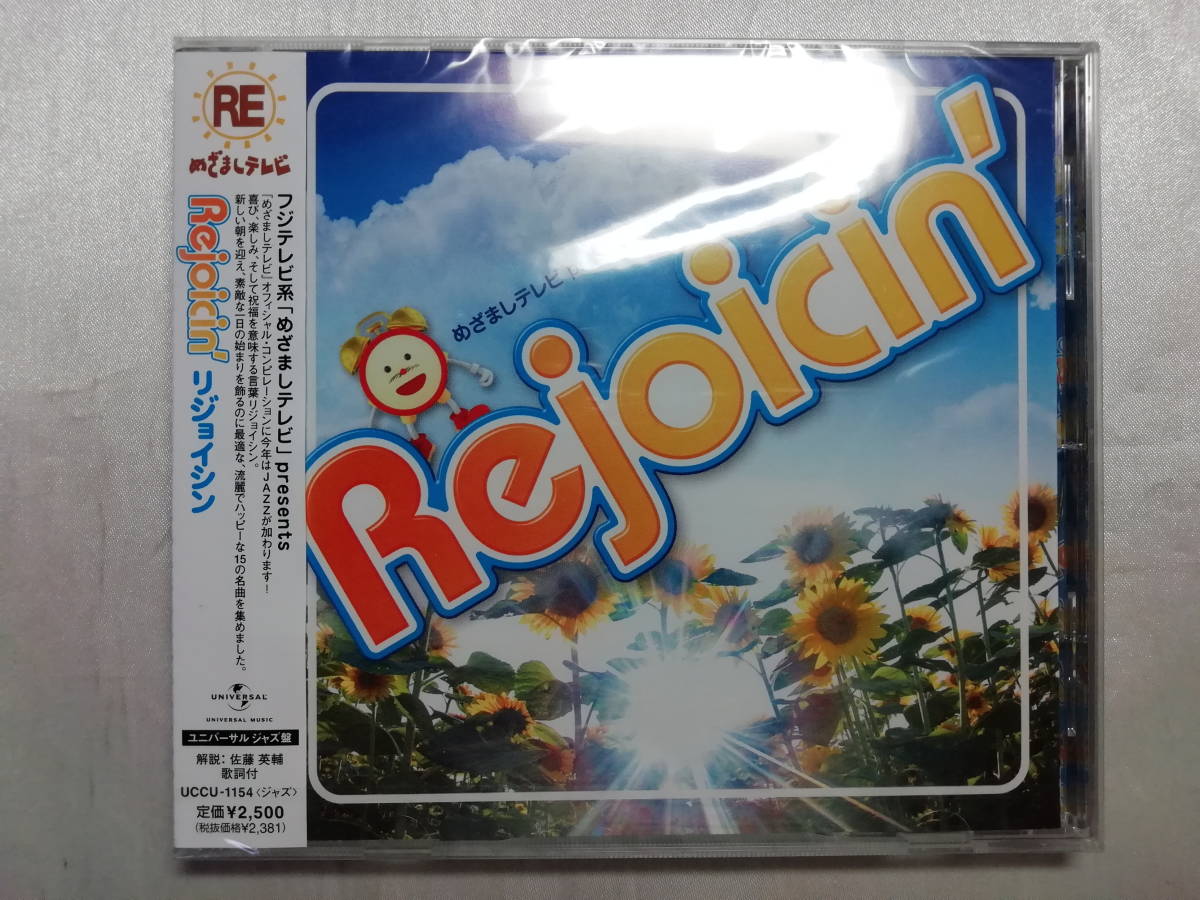 RE
めざましテレビ
Rejoicin'
リジョイシン
フジテレビ系「めざましテレビ」presents
『めざましテレビ』オフィシャル・コンピレーションに今年はJAZZが加わります!
喜び、楽しみ、そして祝福を意味する言葉リジョイシン。
新しい朝を迎え、素敵な一日の始まりを飾るのに最適な、流麗でハッピーな15の名曲を集めました。
UNIVERSAL
UNIVERSAL MUSIC
ユニバーサル ジャズ盤
解説: 佐藤 英輔
歌詞付
UCCU-1154〈ジャズ〉
定価¥2,500
(税抜価格¥2,381)
めざましテレビ
Rejoicin'